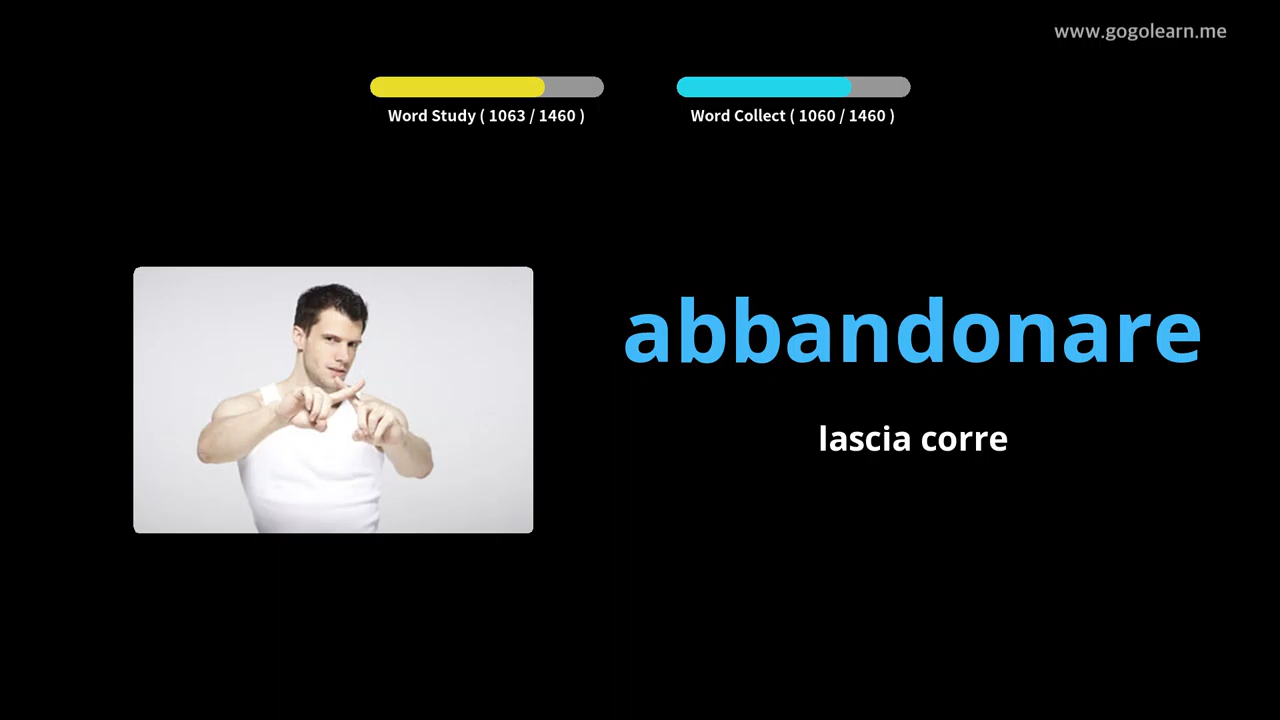 www.gogolearn.me
Word Study ( 1063 / 1460 )
Word Collect ( 1060 / 1460 )
abbandonare
lascia corre